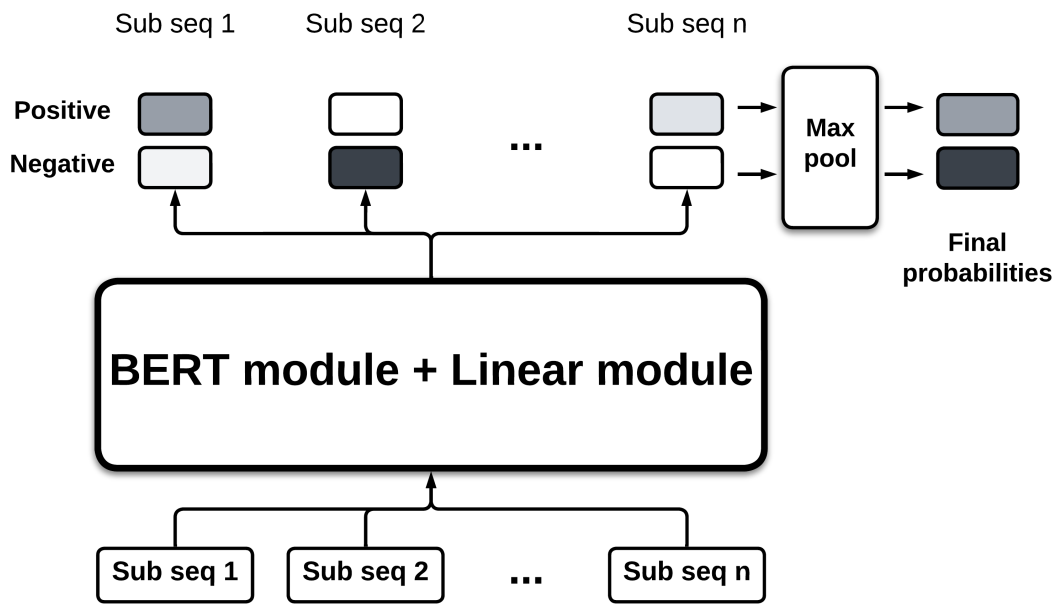 Sub seq 1 Sub seq 2 Sub seq n
Positive
Negative
...
Max
pool
Final
probabilities
BERT module + Linear module
Sub seq 1 Sub seq 2 ... Sub seq n